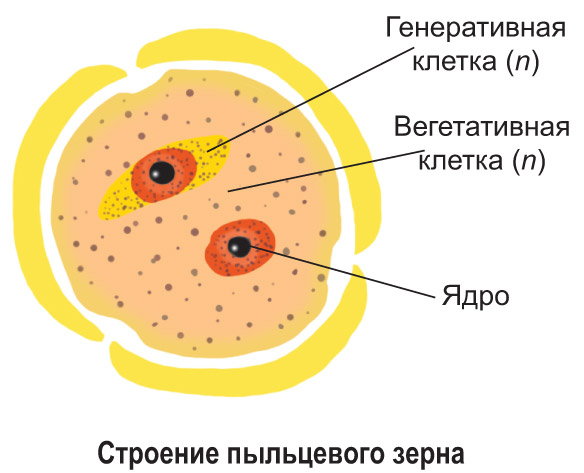 Генеративная
клетка (n)
Вегетативная
клетка (n)
Ядро
Строение пыльцевого зерна